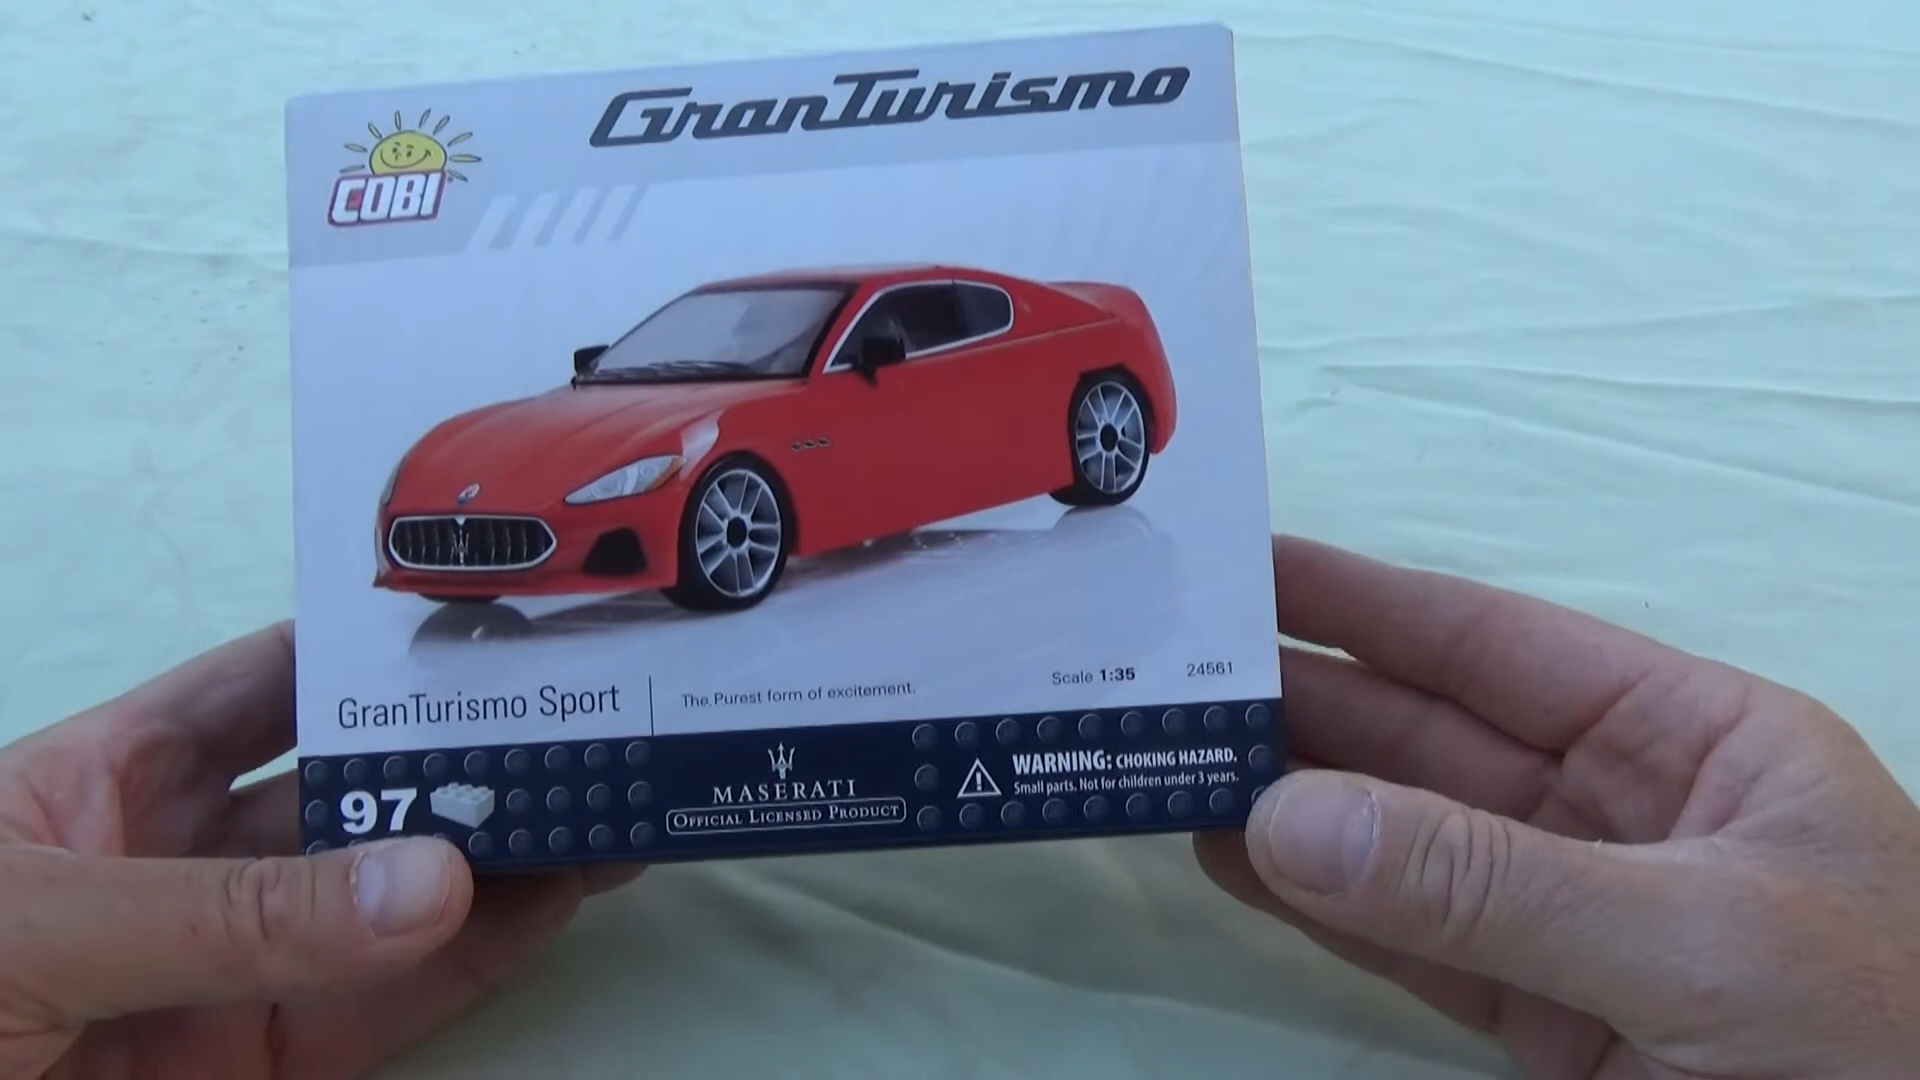 GranTurismo
COBI
GranTurismo Sport
The Purest form of excitement.
Scale 1:35
24561
97
MASERATI
OFFICIAL LICENSED PRODUCT
WARNING: CHOKING HAZARD.
Small parts. Not for children under 3 years.